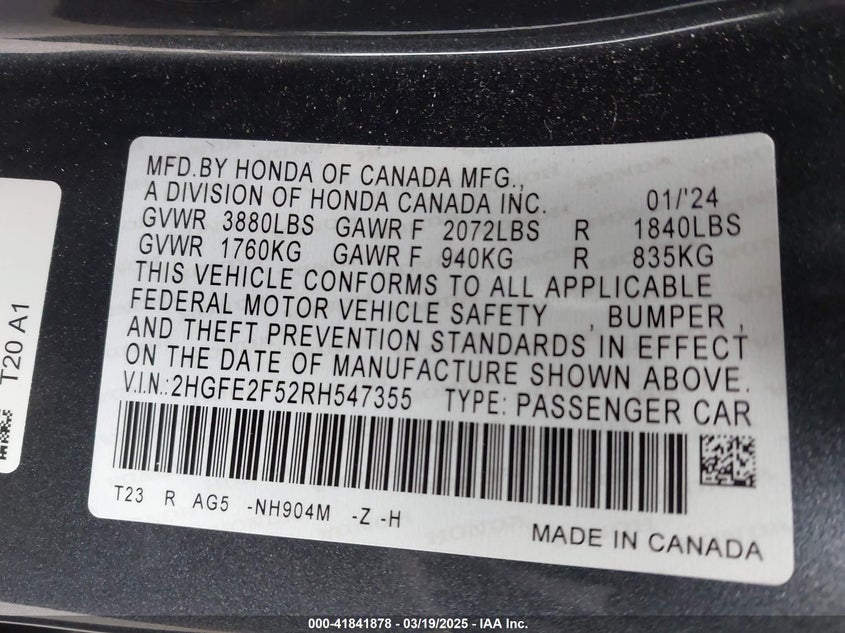 MFD.BY HONDA OF CANADA MFG.,
A DIVISION OF HONDA CANADA INC. 01/'24
GVWR 3880LBS GAWR F 2072LBS R 1840LBS
GVWR 1760KG GAWR F 940KG R 835KG
THIS VEHICLE CONFORMS TO ALL APPLICABLE
FEDERAL MOTOR VEHICLE SAFETY , BUMPER ,
AND THEFT PREVENTION STANDARDS IN EFFECT
ON THE DATE OF MANUFACTURE SHOWN ABOVE.
V.I.N.:2HGFE2F52RH547355 TYPE: PASSENGER CAR
T23 R AG5 -NH904M -Z -H
MADE IN CANADA
T20 A1
000-41841878 — 03/19/2025 — IAA Inc.